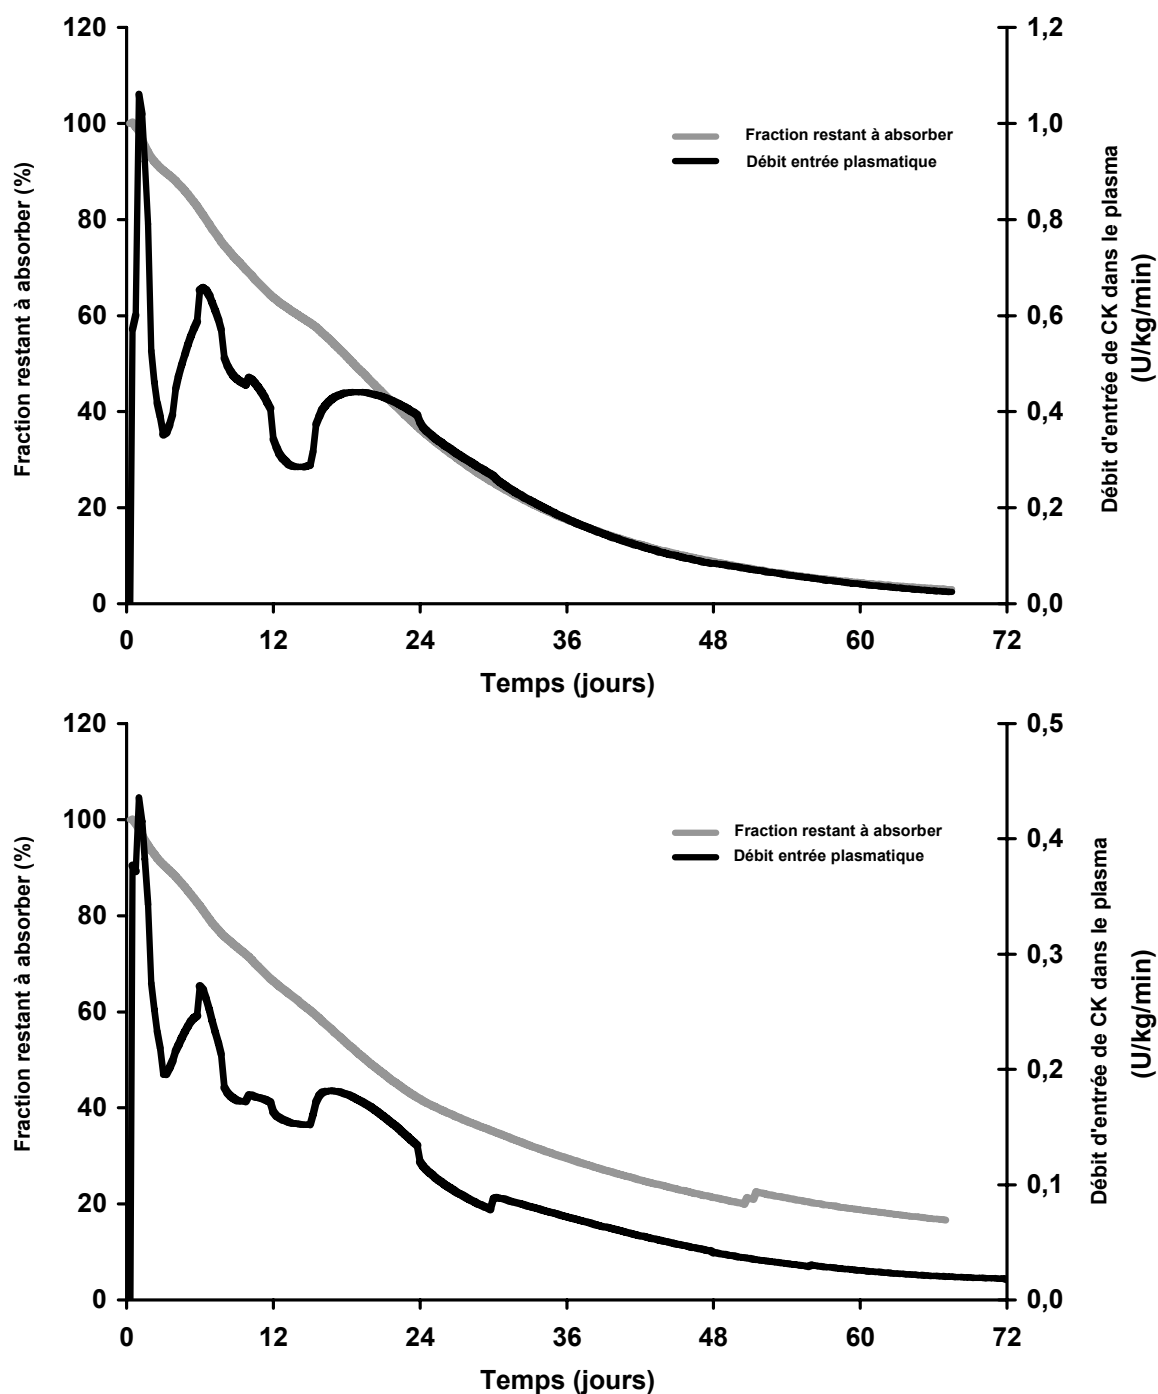 120
100
80
60
40
20
0
Fraction restant à absorber (%)
1,2
1,0
0,8
0,6
0,4
0,2
0,0
Débit d'entrée de CK dans le plasma
(U/kg/min)
Fraction restant à absorber
Débit entrée plasmatique
0 12 24 36 48 60 72
Temps (jours)
120
100
80
60
40
20
0
Fraction restant à absorber (%)
0,5
0,4
0,3
0,2
0,1
0,0
Débit d'entrée de CK dans le plasma
(U/kg/min)
Fraction restant à absorber
Débit entrée plasmatique
0 12 24 36 48 60 72
Temps (jours)